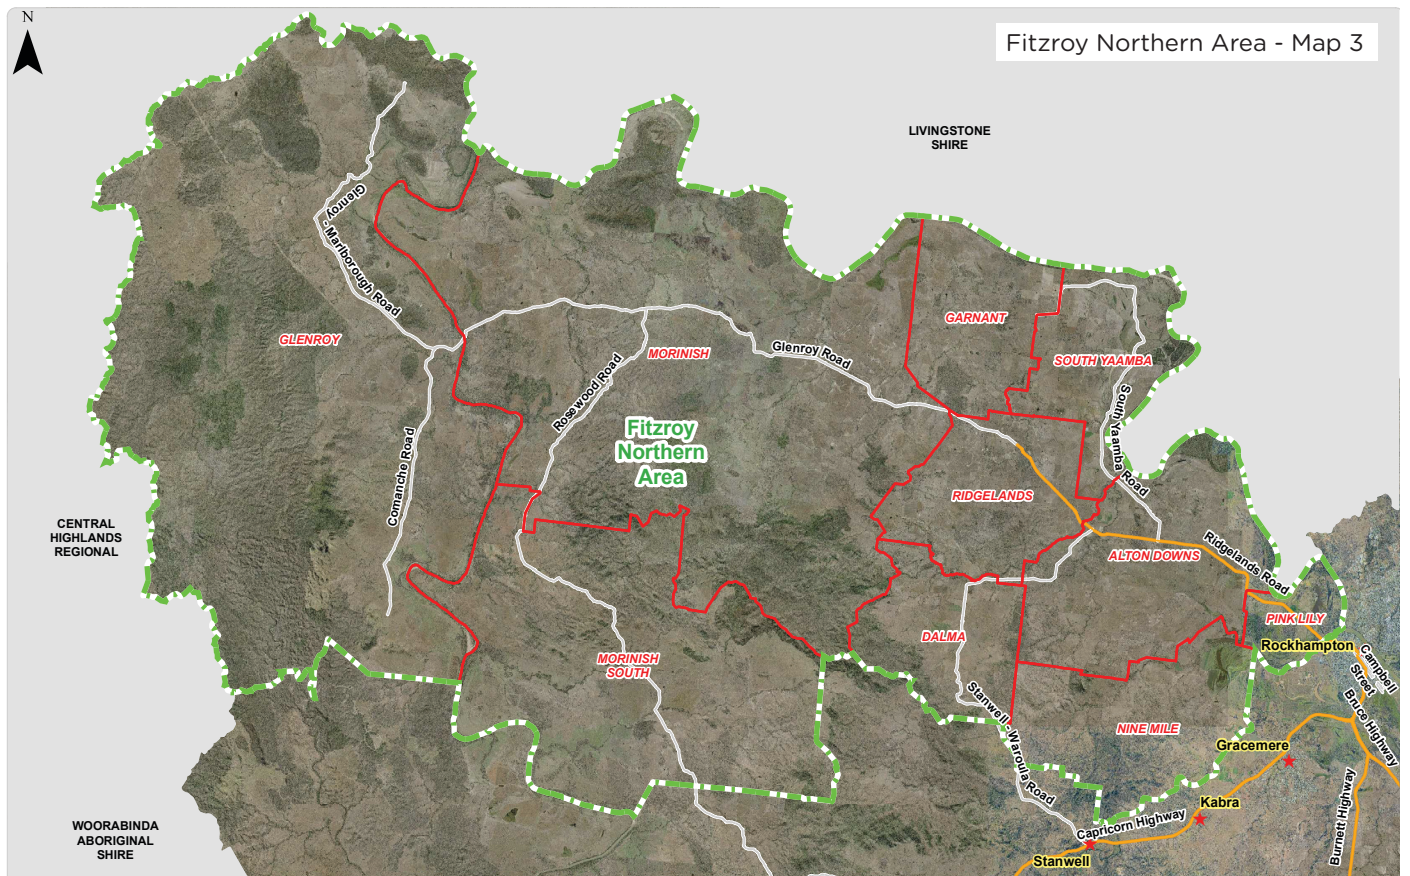 N
Fitzroy Northern Area - Map 3
LIVINGSTONE
SHIRE
Glenroy
- Marlborough Road
GLENROY
GARNANT
MORINISH
Glenroy Road
SOUTH YAAMBA
Rosewood Road
South Yaamba
Road
Fitzroy
Northern
Area
Comanche Road
RIDGELANDS
CENTRAL
HIGHLANDS
REGIONAL
ALTON DOWNS
Ridgelands Road
PINK LILY
DALMA
Rockhampton
MORINISH
SOUTH
Campbell
Street
Stanwell - Waroula Road
NINE MILE
Bruce Highway
Gracemere
Kabra
Capricorn Highway
Burnett Highway
WOORABINDA
ABORIGINAL
SHIRE
Stanwell